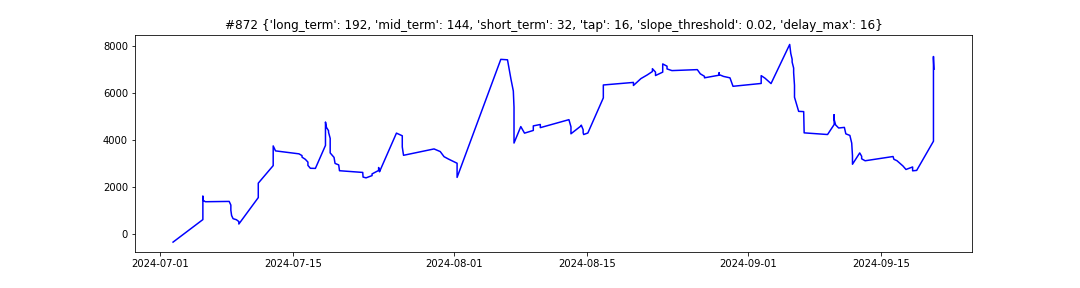 #872 {'long_term': 192, 'mid_term': 144, 'short_term': 32, 'tap': 16, 'slope_threshold': 0.02, 'delay_max': 16}
8000
6000
4000
2000
0
2024-07-01 2024-07-15 2024-08-01 2024-08-15 2024-09-01 2024-09-15